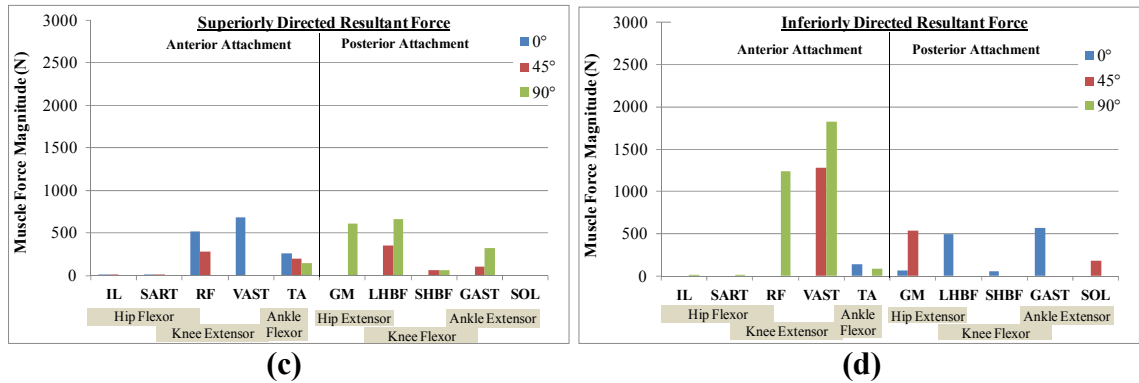 Superiorly Directed Resultant Force
Anterior Attachment Posterior Attachment
0°
45°
90°
Muscle Force Magnitude (N)
3000
2500
2000
1500
1000
500
0
IL SART RF VAST TA GM LHBF SHBF GAST SOL
Hip Flexor
Knee Extensor
Ankle Flexor
Hip Extensor
Knee Flexor
Ankle Extensor
(c)
Inferiorly Directed Resultant Force
Anterior Attachment Posterior Attachment
0°
45°
90°
Muscle Force Magnitude (N)
3000
2500
2000
1500
1000
500
0
IL SART RF VAST TA GM LHBF SHBF GAST SOL
Hip Flexor
Knee Extensor
Ankle Flexor
Hip Extensor
Knee Flexor
Ankle Extensor
(d)